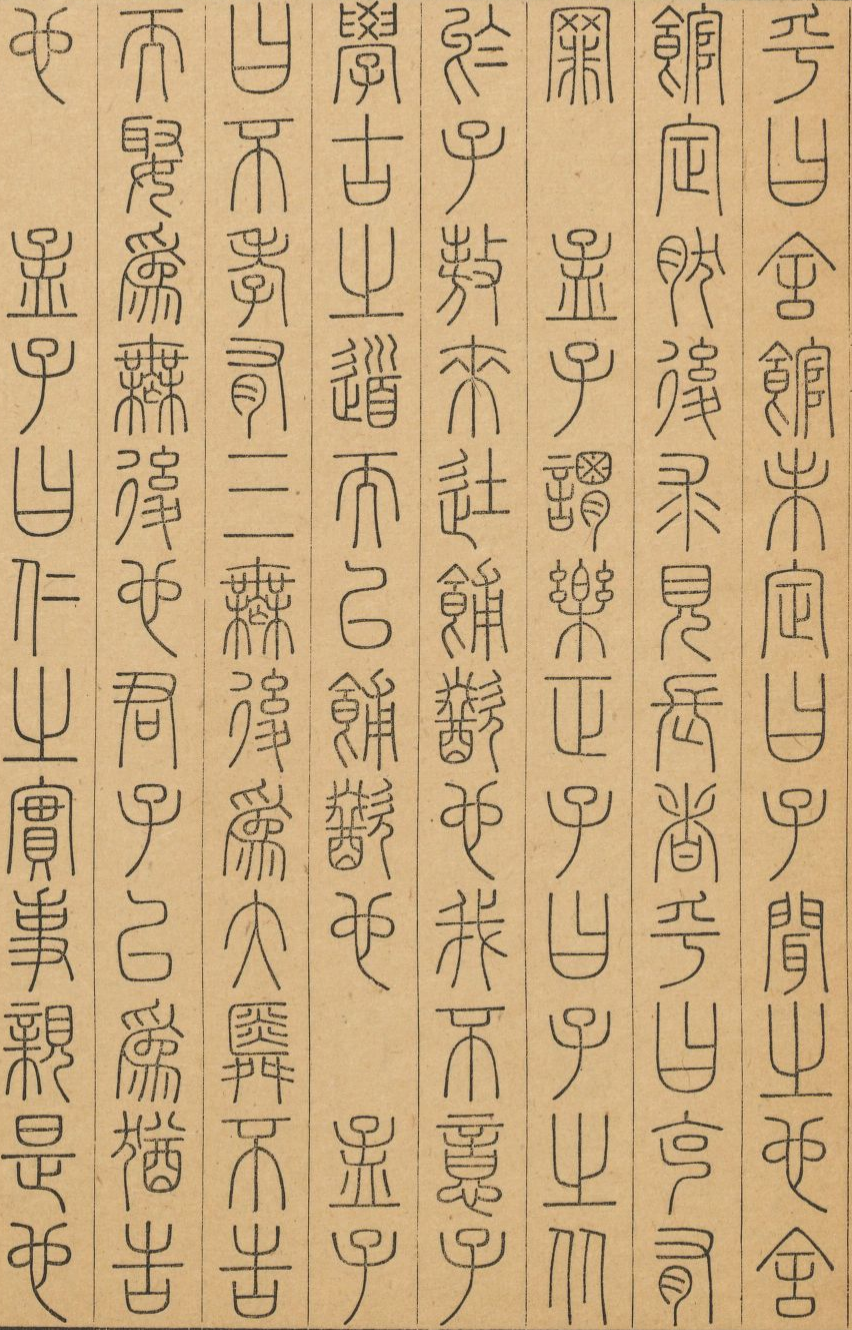 乎曰舍館未定曰子聞之也舍
館定然後求見長者乎曰克有
罪　孟子謂樂正子曰子之从
於子敖來徒餔歠也我不意子
學古之道而以餔歠也　孟子
曰不孝有三無後為大舜不告
而娶為無後也君子以為猶告
也　孟子曰仁之實事親是也